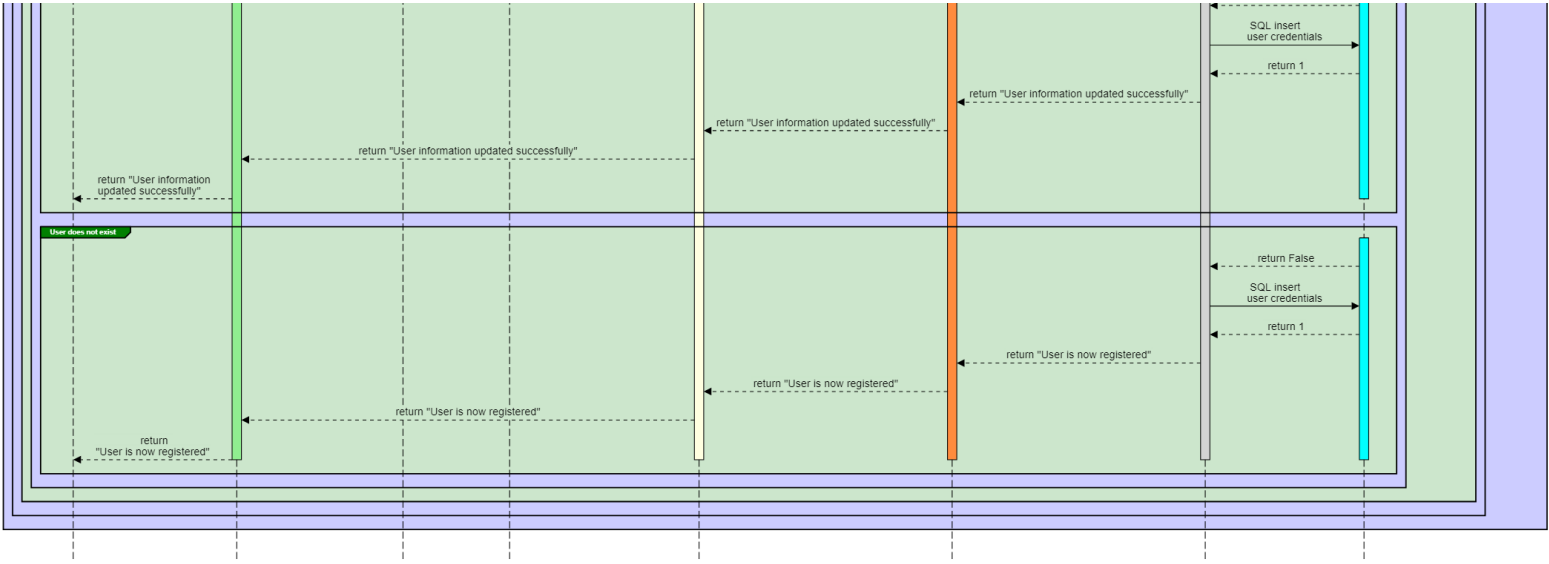 SQL insert
user credentials
return 1
return "User information updated successfully"
return "User information updated successfully"
return "User information updated successfully"
return "User information
updated successfully"
User does not exist
return False
SQL insert
user credentials
return 1
return "User is now registered"
return "User is now registered"
return "User is now registered"
return
"User is now registered"